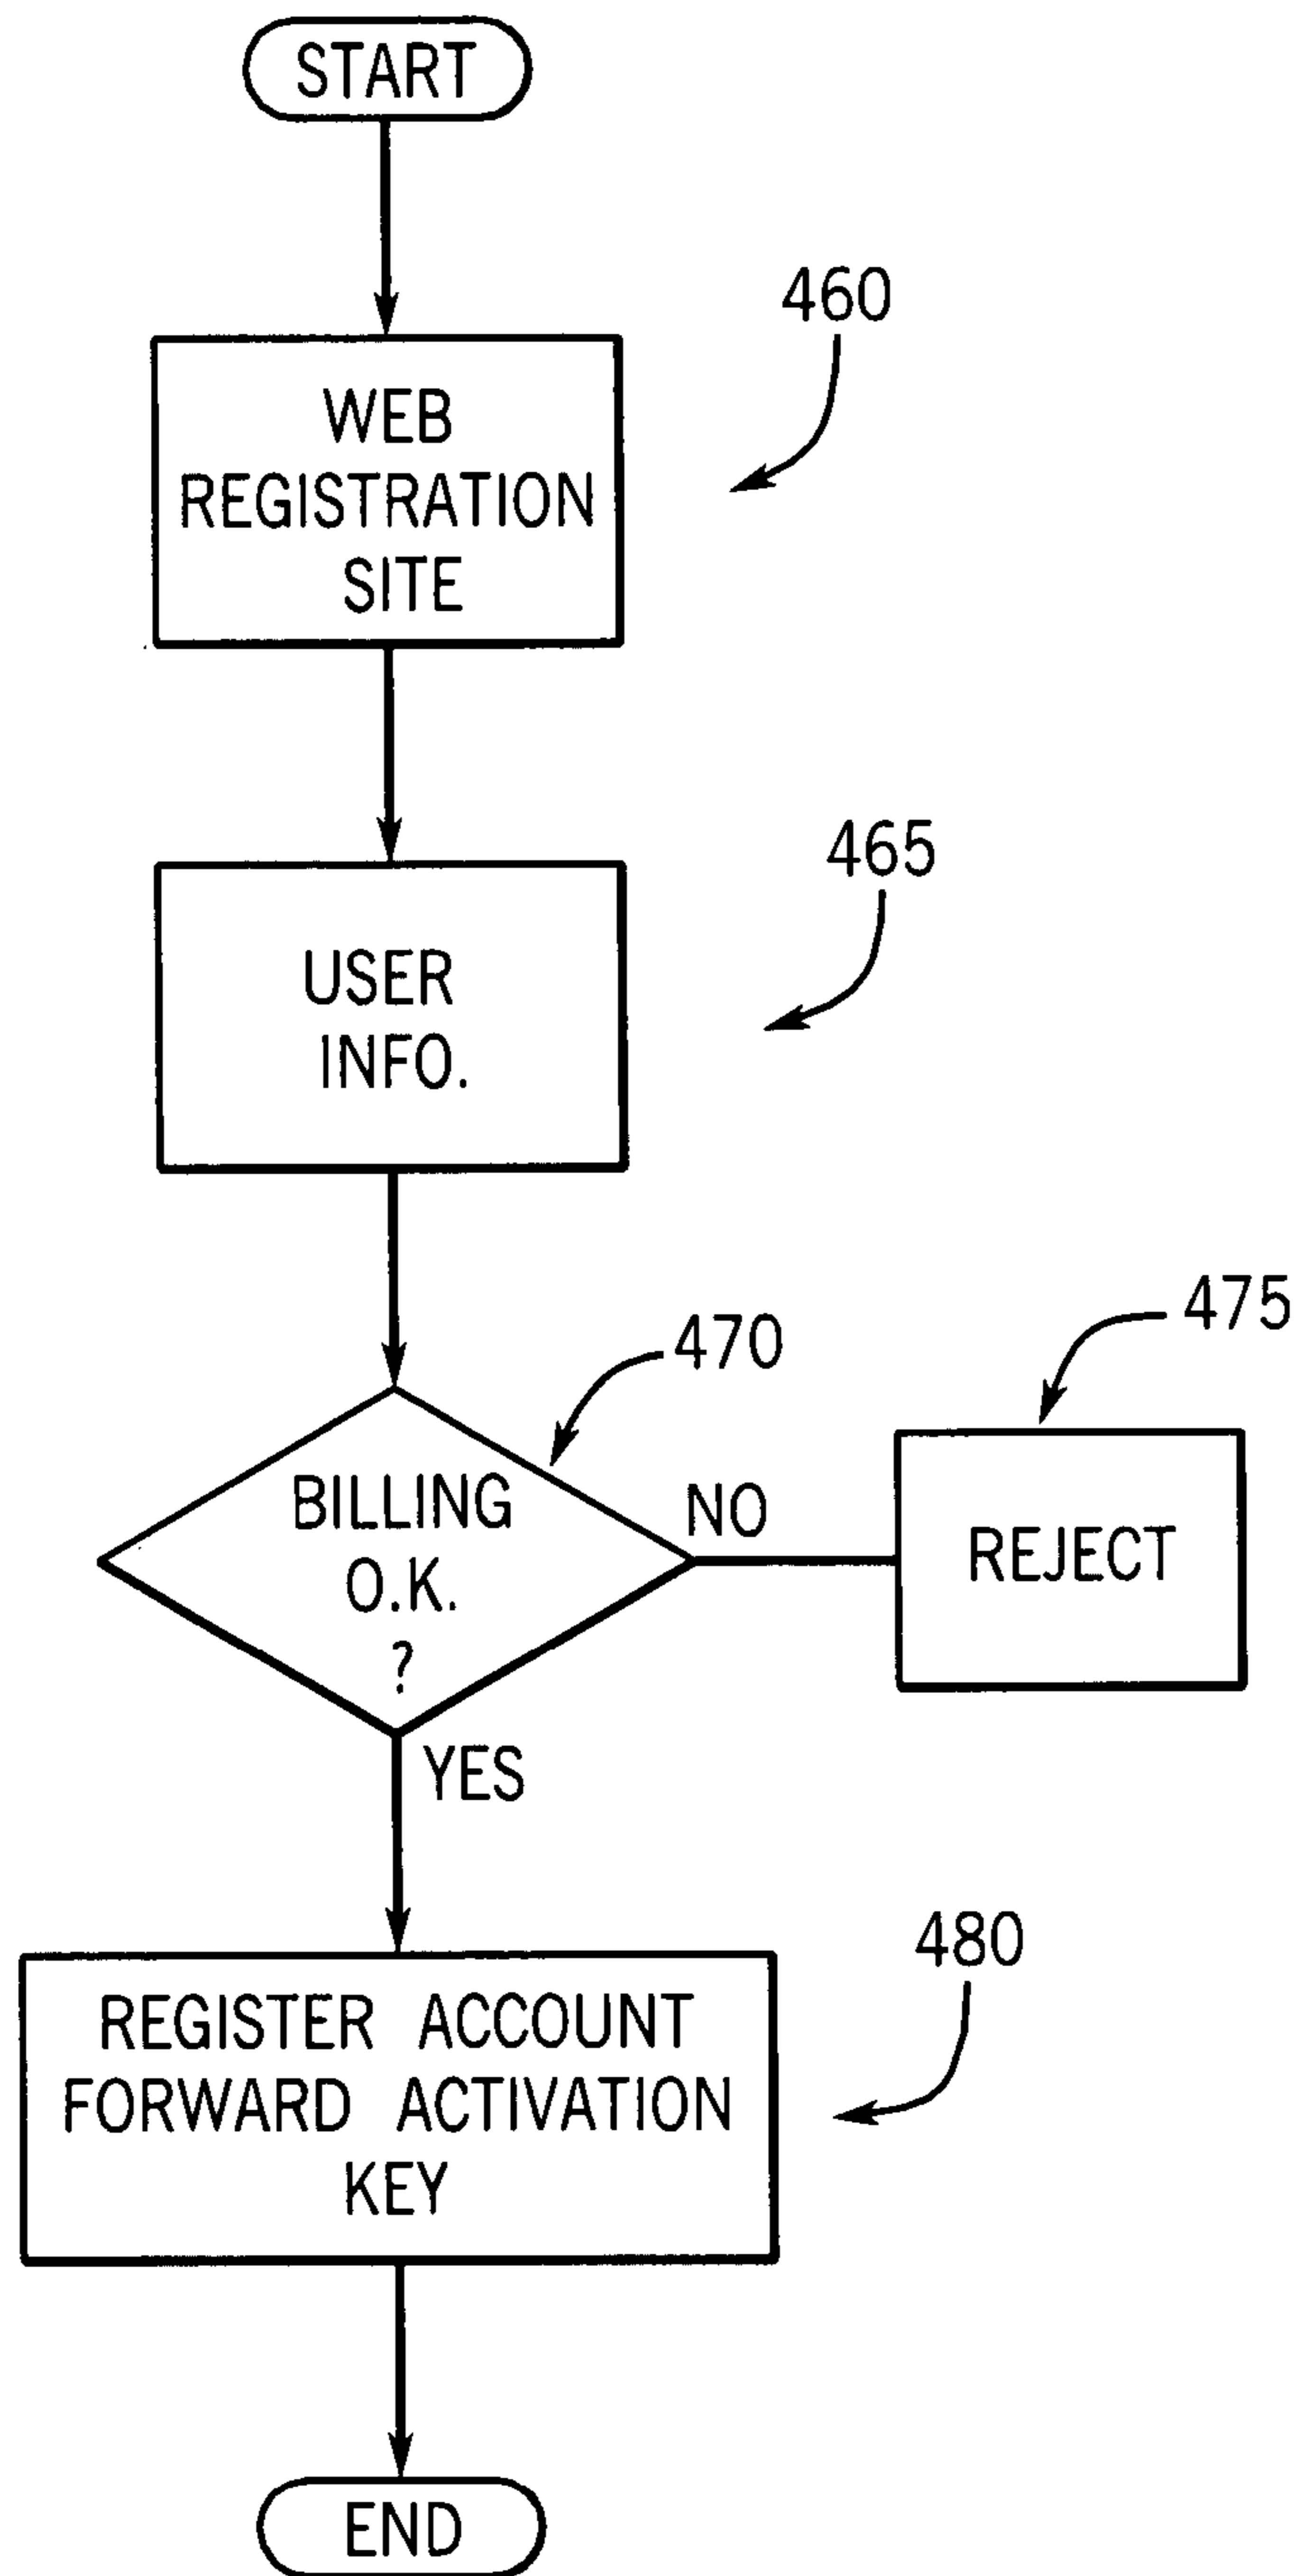 START
460
WEB
REGISTRATION
SITE
465
USER
INFO.
470
475
BILLING
O.K.
?
NO
REJECT
YES
480
REGISTER ACCOUNT
FORWARD ACTIVATION
KEY
END